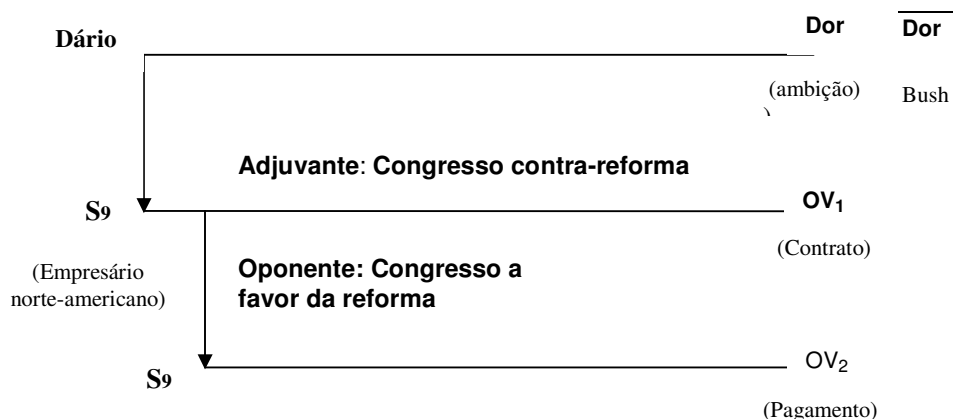 Dário Dor Dor
(ambição) Bush
)
Adjuvante: Congresso contra-reforma
S9 OV1
(Contrato)
(Empresário
norte-americano)
Oponente: Congresso a
favor da reforma
S9 OV2
(Pagamento)